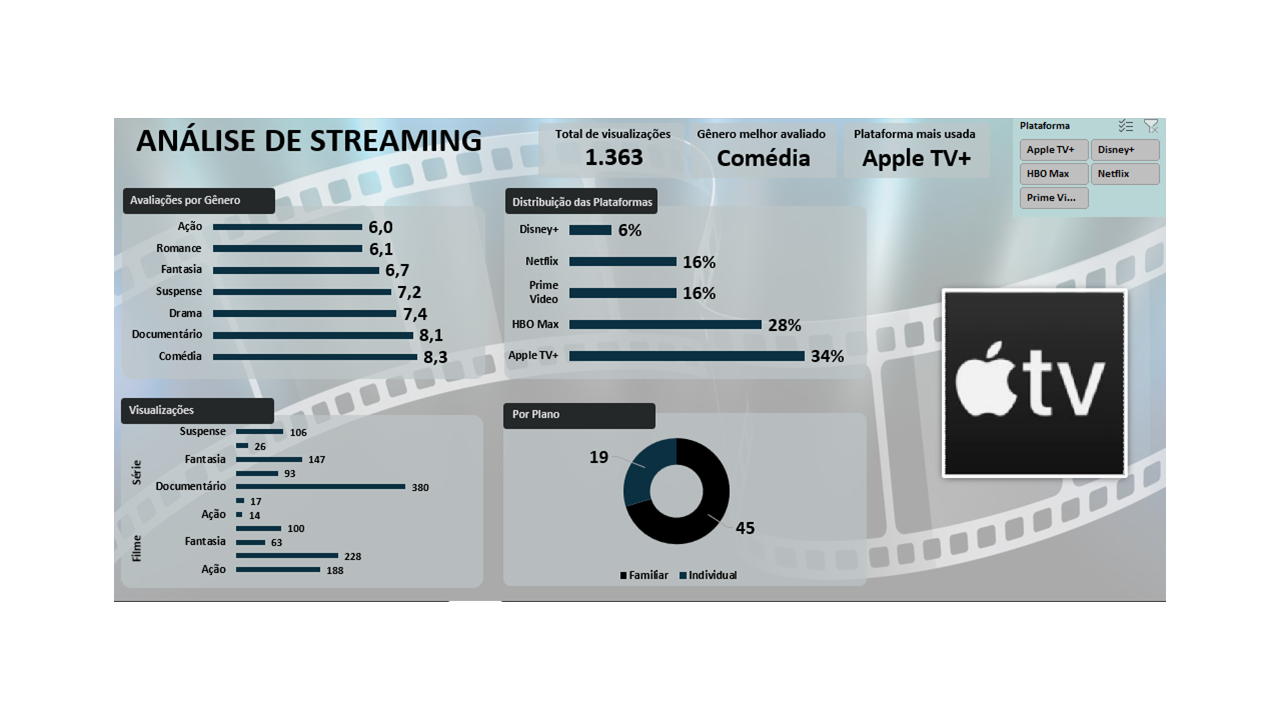 ANÁLISE DE STREAMING
Total de visualizações
1.363
Gênero melhor avaliado
Comédia
Plataforma mais usada
Apple TV+
Plataforma
Apple TV+
Disney+
HBO Max
Netflix
Prime Vi...
Avaliações por Gênero
Ação 6,0
Romance 6,1
Fantasia 6,7
Suspense 7,2
Drama 7,4
Documentário 8,1
Comédia 8,3
Distribuição das Plataformas
Disney+ 6%
Netflix 16%
Prime
Video 16%
HBO Max 28%
Apple TV+ 34%
tv
Visualizações
Série
Suspense 106
26
Fantasia 147
93
Documentário 380
17
Ação 14
Filme
100
Fantasia 63
228
Ação 188
Por Plano
19
45
Familiar
Individual